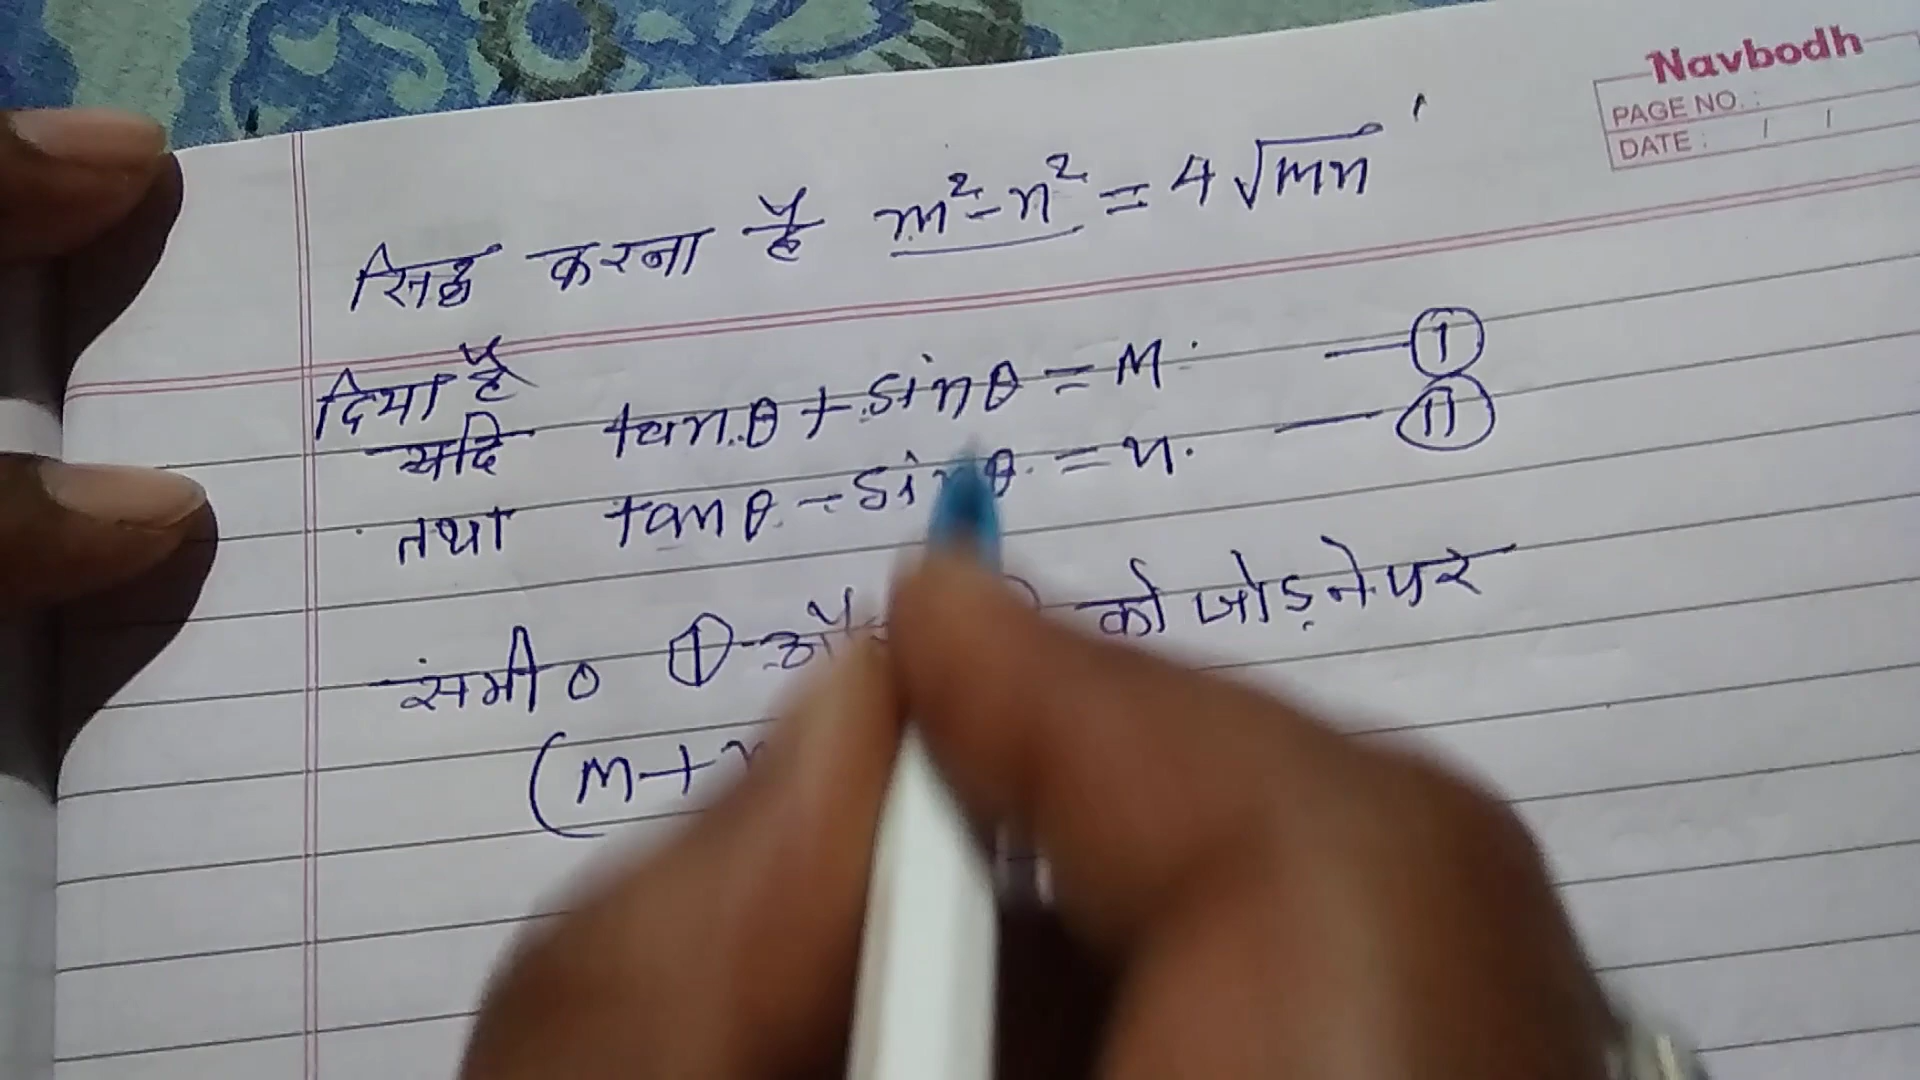 Navbodh
PAGE NO. :
DATE :
सिद्ध करना है m² - n² = 4 √mn
दिया है
यदि tan θ + sin θ = M. — I
तथा tan θ - sin θ = n. — II
समी० 1 को जोड़ने पर
(m +